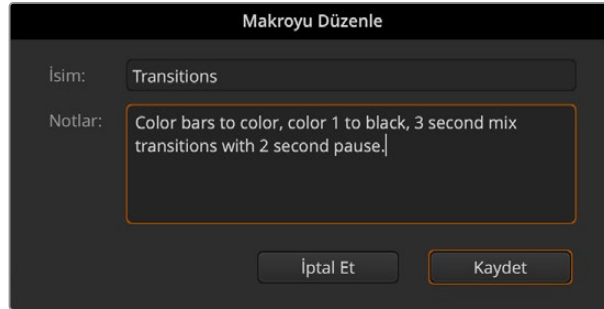 Makroyu Düzenle
İsim: Transitions
Notlar: Color bars to color, color 1 to black, 3 second mix
transitions with 2 second pause.
İptal Et Kaydet